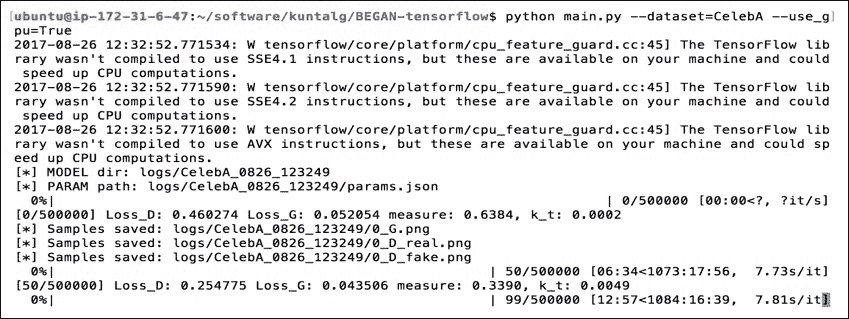 [ubuntu@ip-172-31-6-47:~/software/kuntalg/BEGAN-tensorflow$ python main.py --dataset=CelebA --use_g]
pu=True
2017-08-26 12:32:52.771534: W tensorflow/core/platform/cpu_feature_guard.cc:45] The TensorFlow lib
rary wasn't compiled to use SSE4.1 instructions, but these are available on your machine and could
 speed up CPU computations.
2017-08-26 12:32:52.771590: W tensorflow/core/platform/cpu_feature_guard.cc:45] The TensorFlow lib
rary wasn't compiled to use SSE4.2 instructions, but these are available on your machine and could
 speed up CPU computations.
2017-08-26 12:32:52.771600: W tensorflow/core/platform/cpu_feature_guard.cc:45] The TensorFlow lib
rary wasn't compiled to use AVX instructions, but these are available on your machine and could sp
eed up CPU computations.
[*] MODEL dir: logs/CelebA_0826_123249
[*] PARAM path: logs/CelebA_0826_123249/params.json
  0%| | 0/500000 [00:00<?, ?it/s]
[0/500000] Loss_D: 0.460274 Loss_G: 0.052054 measure: 0.6384, k_t: 0.0002
[*] Samples saved: logs/CelebA_0826_123249/0_G.png
[*] Samples saved: logs/CelebA_0826_123249/0_D_real.png
[*] Samples saved: logs/CelebA_0826_123249/0_D_fake.png
  0%| | 50/500000 [06:34<1073:17:56,  7.73s/it]
[50/500000] Loss_D: 0.254775 Loss_G: 0.043506 measure: 0.3390, k_t: 0.0049
  0%| | 99/500000 [12:57<1084:16:39,  7.81s/it]